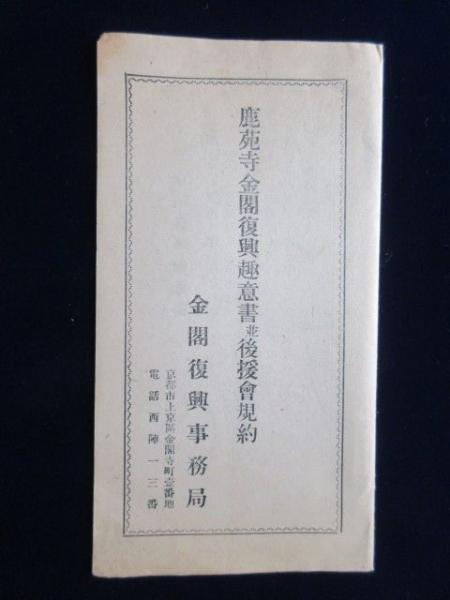 鹿苑寺金閣復興趣意書並後援會規約
金閣復興事務局
京都市上京區金閣寺町壹番地
電話西陣一三番